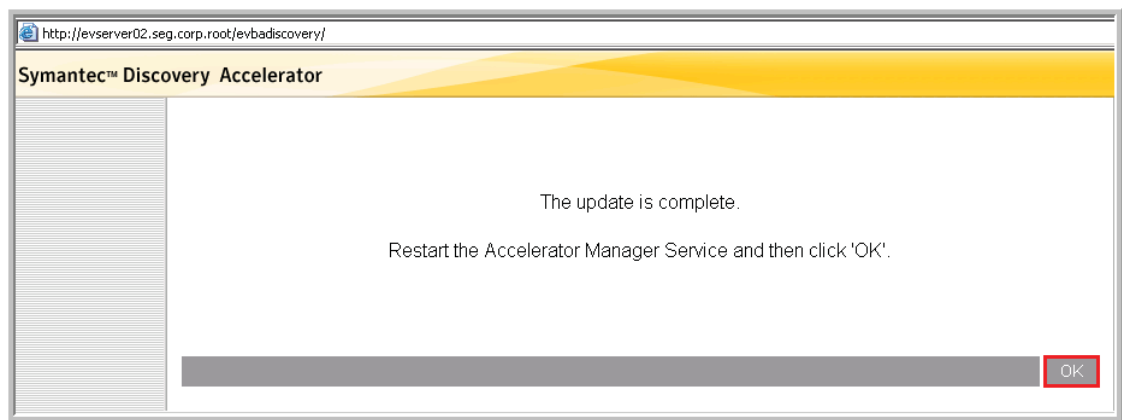 http://evserver02.seg.corp.root/evbadiscovery/
Symantec™ Discovery Accelerator
The update is complete.
Restart the Accelerator Manager Service and then click 'OK'.
OK